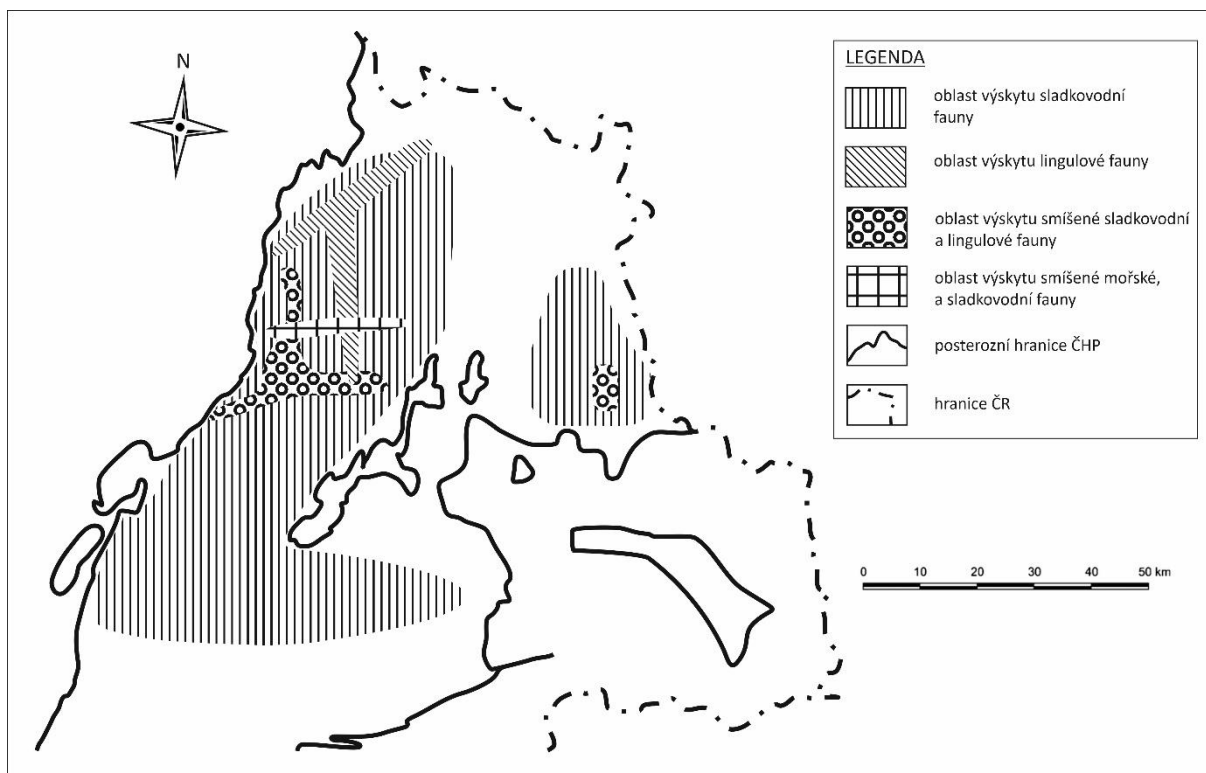 N
LEGENDA
oblast výskytu sladkovodní
fauny
oblast výskytu lingulové fauny
oblast výskytu smíšené sladkovodní
a lingulové fauny
oblast výskytu smíšené mořské,
a sladkovodní fauny
posterozní hranice ČHP
hranice ČR
0 10 20 30 40 50 km